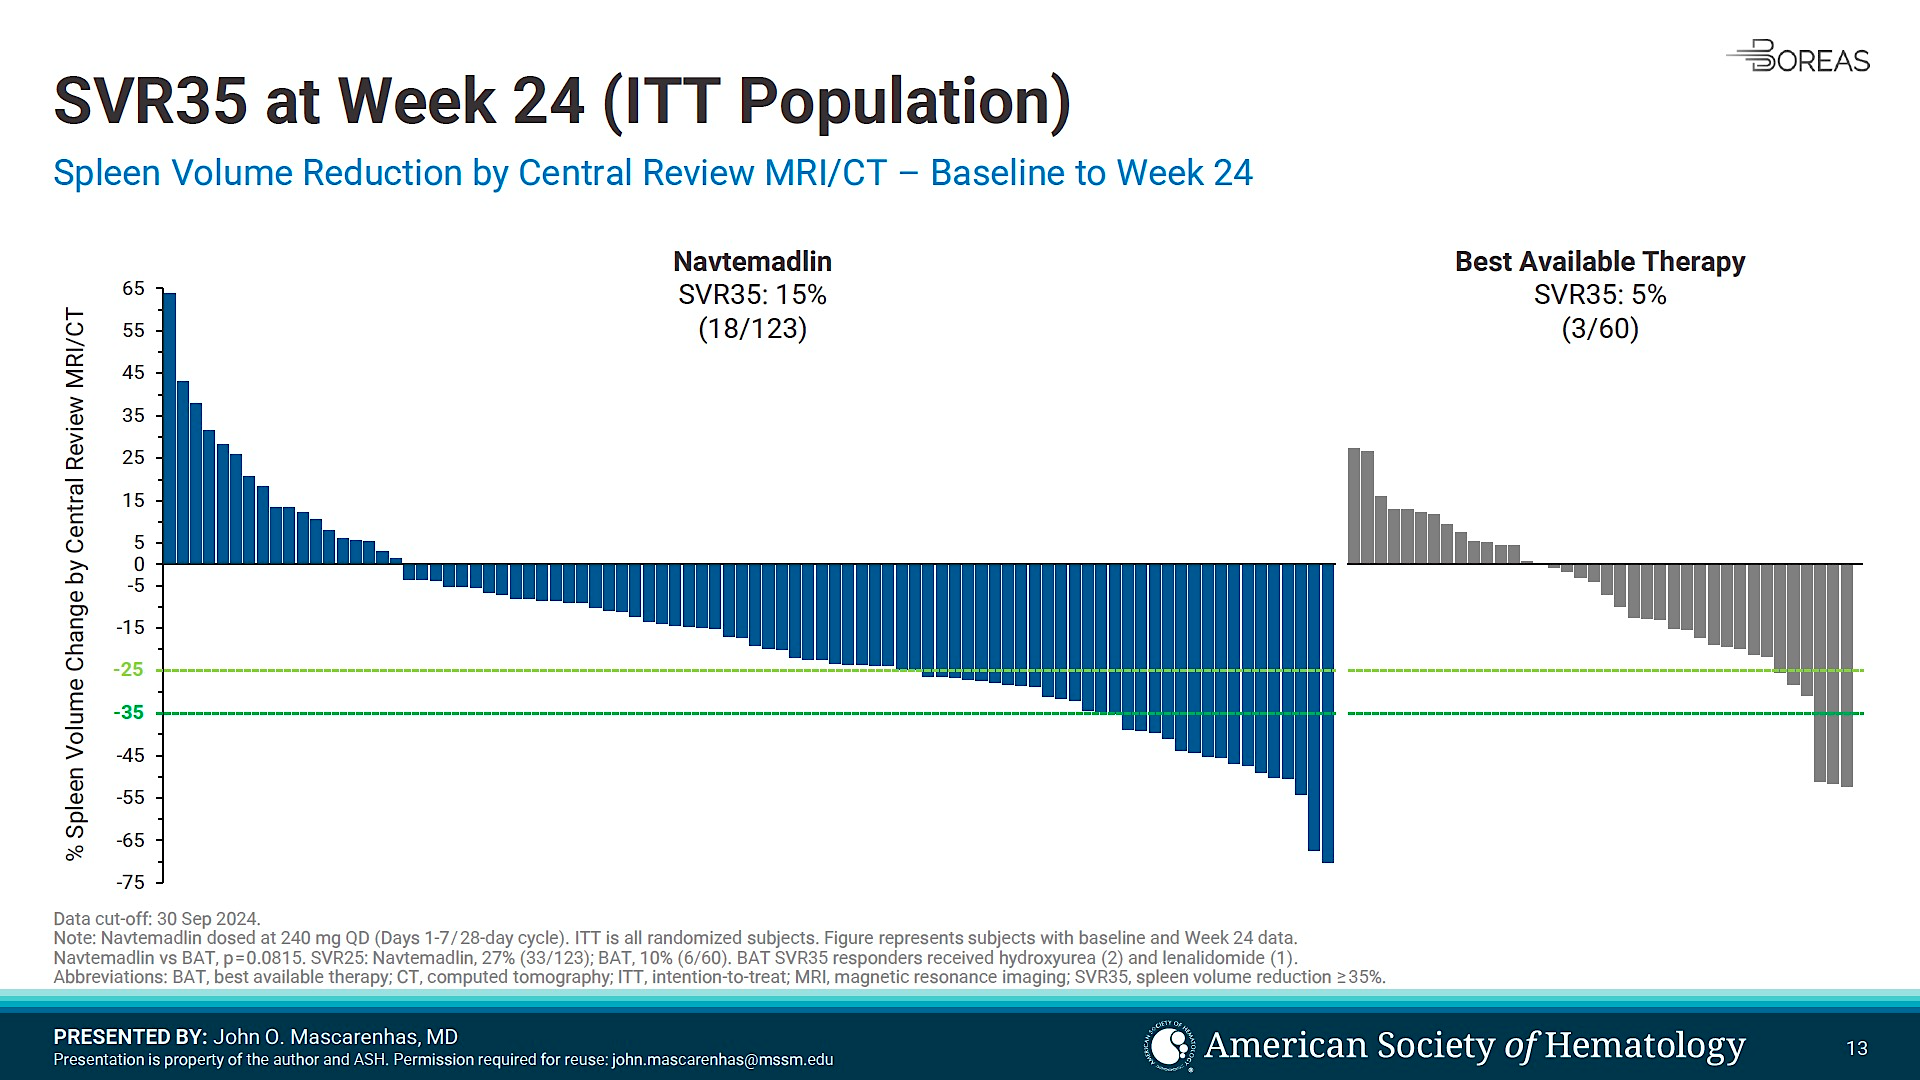 BOREAS
SVR35 at Week 24 (ITT Population)
Spleen Volume Reduction by Central Review MRI/CT – Baseline to Week 24
Navtemadlin
SVR35: 15%
(18/123)
Best Available Therapy
SVR35: 5%
(3/60)
% Spleen Volume Change by Central Review MRI/CT
65
55
45
35
25
15
5
0
-5
-15
-25
-35
-45
-55
-65
-75
Data cut-off: 30 Sep 2024.
Note: Navtemadlin dosed at 240 mg QD (Days 1-7/28-day cycle). ITT is all randomized subjects. Figure represents subjects with baseline and Week 24 data.
Navtemadlin vs BAT, p=0.0815. SVR25: Navtemadlin, 27% (33/123); BAT, 10% (6/60). BAT SVR35 responders received hydroxyurea (2) and lenalidomide (1).
Abbreviations: BAT, best available therapy; CT, computed tomography; ITT, intention-to-treat; MRI, magnetic resonance imaging; SVR35, spleen volume reduction ≥35%.
PRESENTED BY: John O. Mascarenhas, MD
Presentation is property of the author and ASH. Permission required for reuse: john.mascarenhas@mssm.edu
AMERICAN SOCIETY OF HEMATOLOGY
American Society of Hematology
13